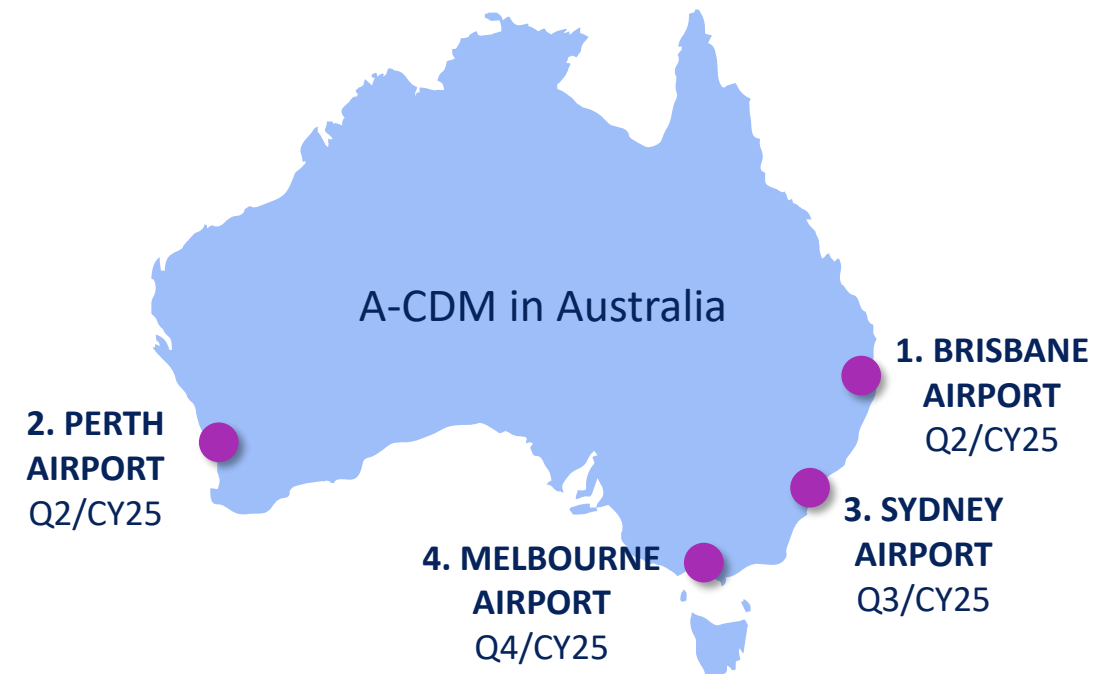 A-CDM in Australia
1. BRISBANE
AIRPORT
Q2/CY25
2. PERTH
AIRPORT
Q2/CY25
3. SYDNEY
AIRPORT
Q3/CY25
4. MELBOURNE
AIRPORT
Q4/CY25